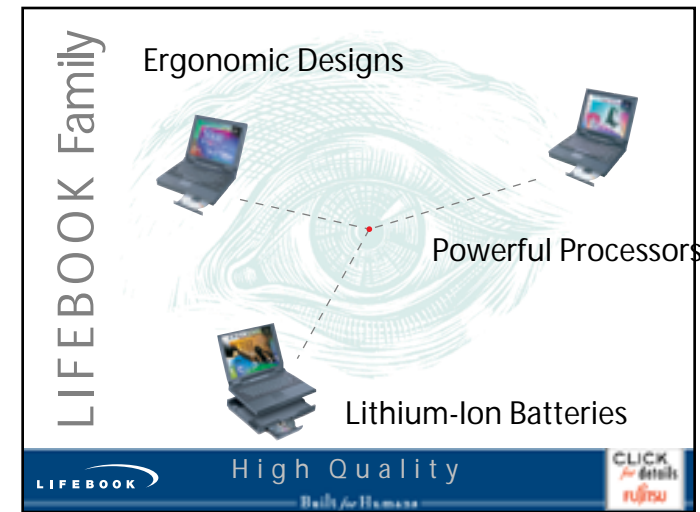 LIFEBOOK Family
Ergonomic Designs
Powerful Processors
Lithium-Ion Batteries
LIFEBOOK
High Quality
Built for Humans
CLICK
for details
FUJITSU